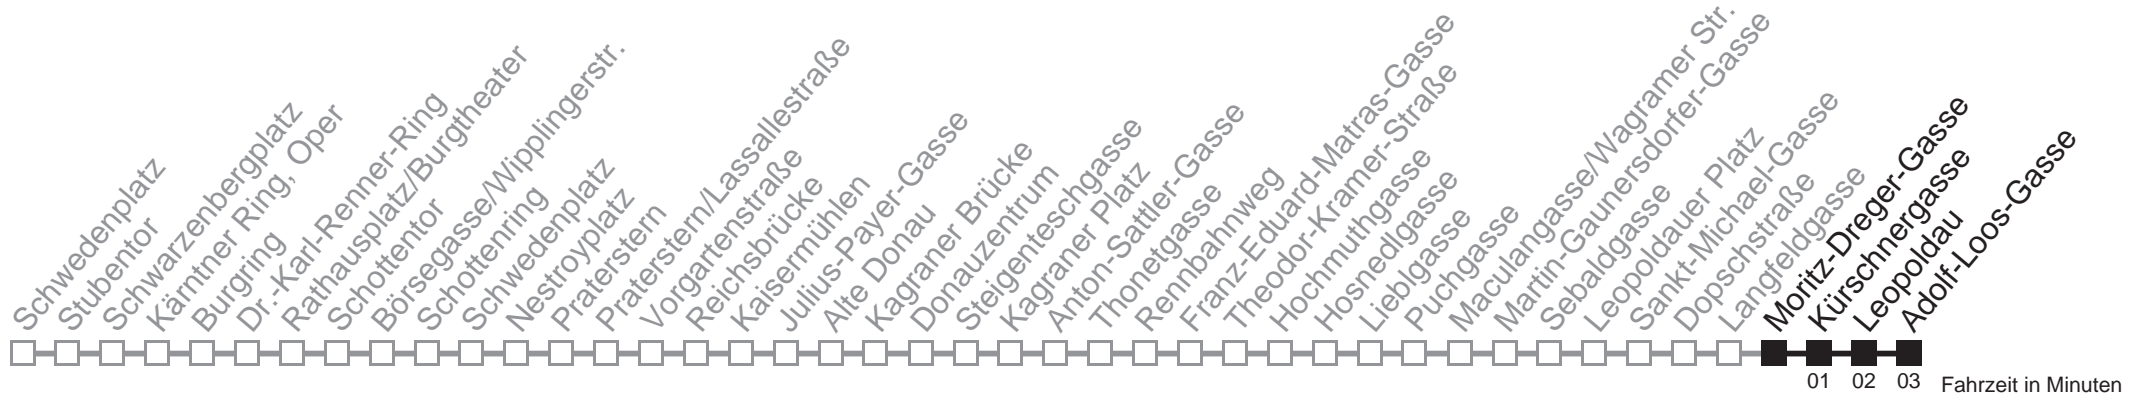 Schwedenplatz
Stubentor
Schwarzenbergplatz
Kärntner Ring, Oper
Burgring
Dr.-Karl-Renner-Ring
Rathausplatz/Burgtheater
Schottentor
Börsegasse/Wipplingerstr.
Schottenring
Schwedenplatz
Nestroyplatz
Praterstern
Praterstern/Lassallestraße
Vorgartenstraße
Reichsbrücke
Kaisermühlen
Julius-Payer-Gasse
Alte Donau
Kagraner Brücke
Donauzentrum
Steigenteschgasse
Kagraner Platz
Anton-Sattler-Gasse
Thonetgasse
Rennbahnweg
Franz-Eduard-Matras-Gasse
Theodor-Kramer-Straße
Hochmuthgasse
Hosnedlgasse
Lieblgasse
Puchgasse
Maculangasse/Wagramer Str.
Martin-Gaunersdorfer-Gasse
Sebaldgasse
Leopoldauer Platz
Sankt-Michael-Gasse
Dopschstraße
Langfeldgasse
Moritz-Dreger-Gasse
Kürschnergasse
Leopoldau
Adolf-Loos-Gasse
01 02 03 Fahrzeit in Minuten